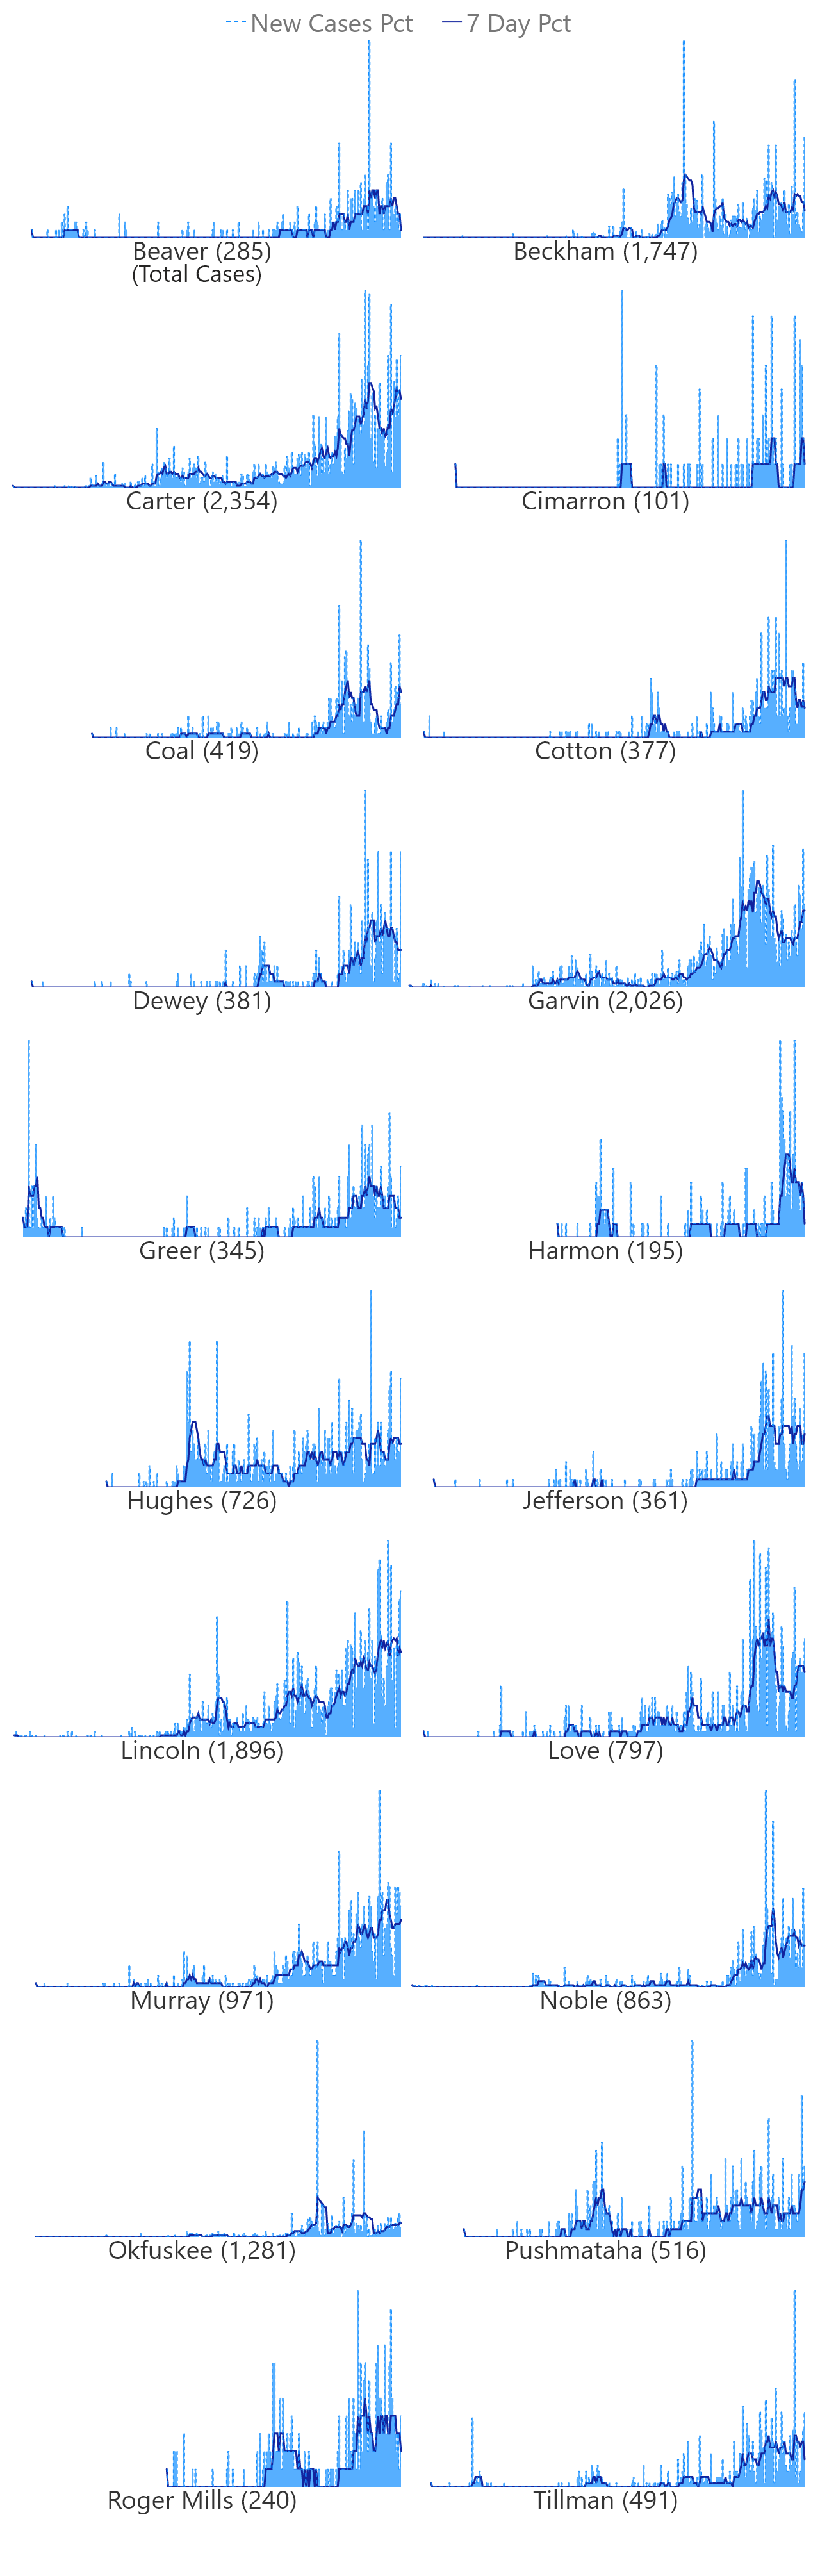 New Cases Pct 7 Day Pct
Beaver (285) Beckham (1,747)
(Total Cases)
Carter (2,354) Cimarron (101)
Coal (419) Cotton (377)
Dewey (381) Garvin (2,026)
Greer (345) Harmon (195)
Hughes (726) Jefferson (361)
Lincoln (1,896) Love (797)
Murray (971) Noble (863)
Okfuskee (1,281) Pushmataha (516)
Roger Mills (240) Tillman (491)